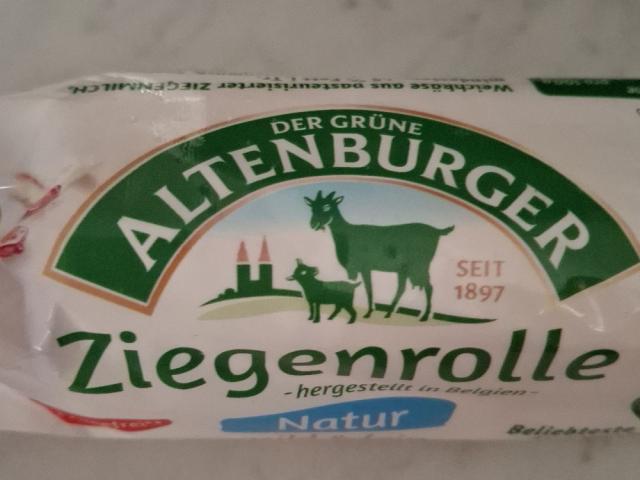 Weichkäse aus pasteurisierter ZIEGENMILCH,
DER GRÜNE
ALTENBURGER
SEIT
1897
Ziegenrolle
-hergestellt in Belgien-
Natur
Beliebteste